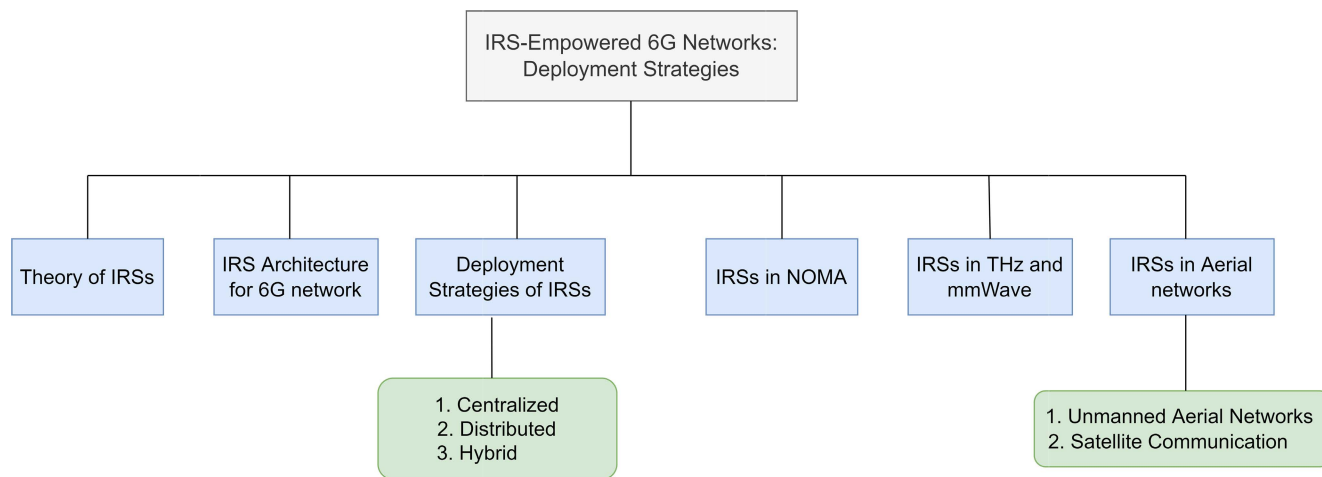 IRS-Empowered 6G Networks:
Deployment Strategies
Theory of IRSs
IRS Architecture
for 6G network
Deployment
Strategies of IRSs
IRSs in NOMA
IRSs in THz and
mmWave
IRSs in Aerial
networks
1. Centralized
2. Distributed
3. Hybrid
1. Unmanned Aerial Networks
2. Satellite Communication